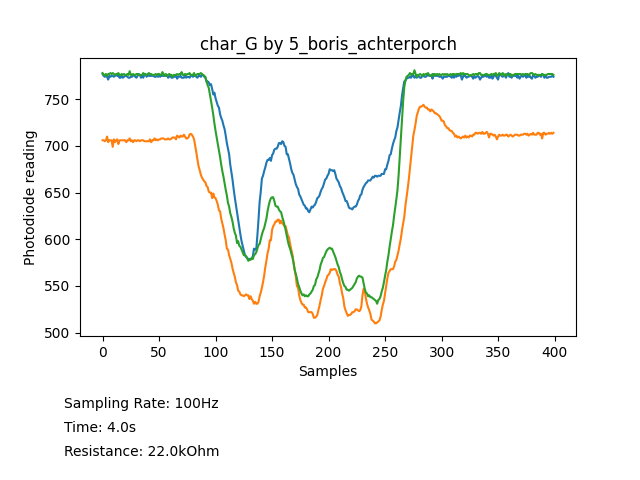 char_G by 5_boris_achterporch
Photodiode reading
750
700
650
600
550
500
0 50 100 150 200 250 300 350 400
Samples
Sampling Rate: 100Hz
Time: 4.0s
Resistance: 22.0kOhm